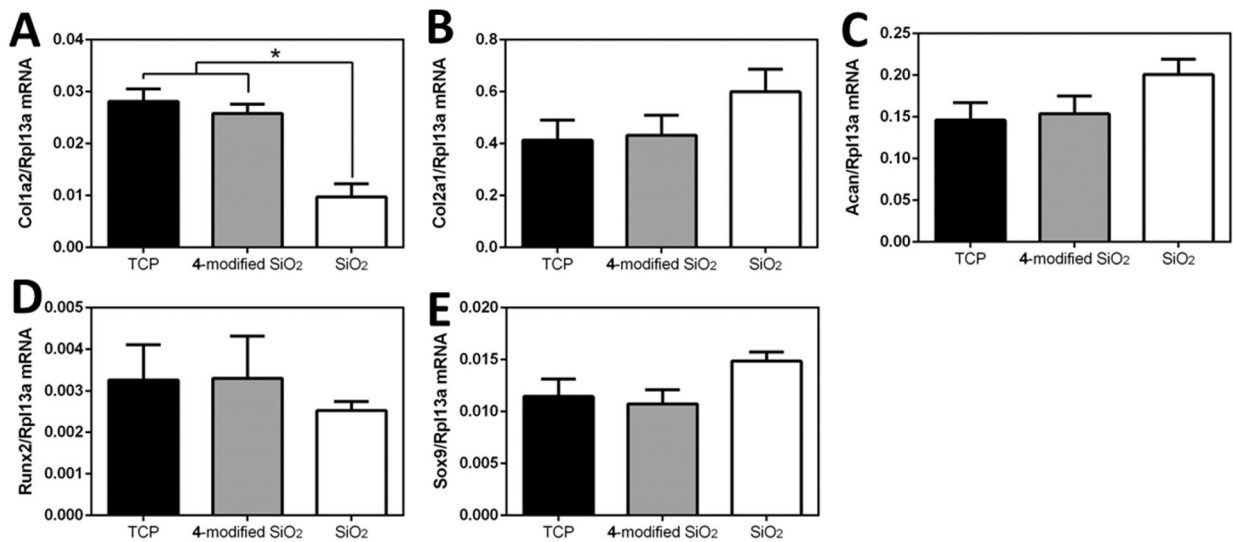 A
Col1a2/Rpl13a mRNA
0.04
0.03
0.02
0.01
0.00
*
TCP 4-modified SiO₂ SiO₂
B
Col2a1/Rpl13a mRNA
0.8
0.6
0.4
0.2
0.0
TCP 4-modified SiO₂ SiO₂
C
Acan/Rpl13a mRNA
0.25
0.20
0.15
0.10
0.05
0.00
TCP 4-modified SiO₂ SiO₂
D
Runx2/Rpl13a mRNA
0.005
0.004
0.003
0.002
0.001
0.000
TCP 4-modified SiO₂ SiO₂
E
Sox9/Rpl13a mRNA
0.020
0.015
0.010
0.005
0.000
TCP 4-modified SiO₂ SiO₂